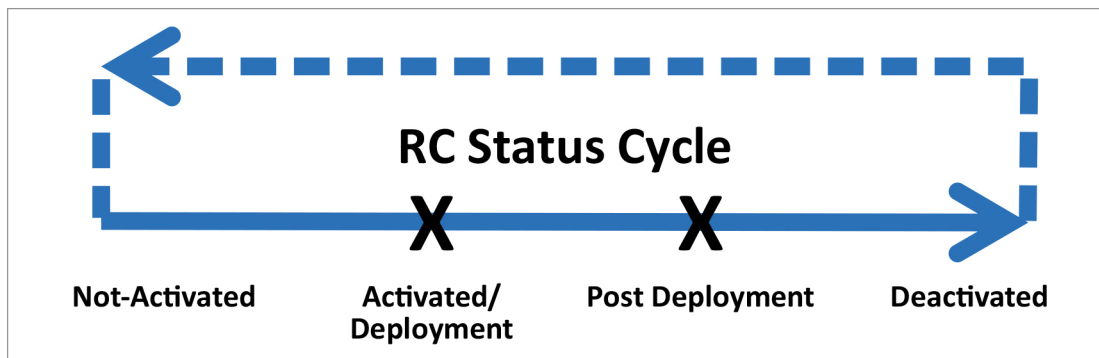 RC Status Cycle
X X
Not-Activated Activated/ Post Deployment Deactivated
Deployment